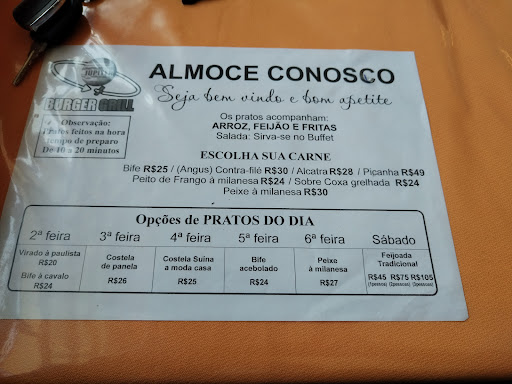 JUPITER
BURGER GRILL
ALMOCE CONOSCO
Seja bem vindo e bom apetite
Observação:
Pratos feitos na hora
tempo de preparo
De 10 a 20 minutos
Os pratos acompanham:
ARROZ, FEIJÃO E FRITAS
Salada: Sirva-se no Buffet
ESCOLHA SUA CARNE
Bife R$25 / (Angus) Contra-filé R$30 / Alcatra R$28 / Piçanha R$49
Peito de Frango à milanesa R$24 / Sobre Coxa grelhada R$24
Peixe à milanesa R$30
Opções de PRATOS DO DIA
2ª feira 3ª feira 4ª feira 5ª feira 6ª feira Sábado
Virado à paulista
R$20
Bife à cavalo
R$24
Costela
de panela
R$26
Costela Suína
a moda casa
R$25
Bife
acebolado
R$24
Peixe
à milanesa
R$27
Feijoada
Tradicional
R$45 R$75 R$105
(1pessoa) (2pessoas) (3pessoas)